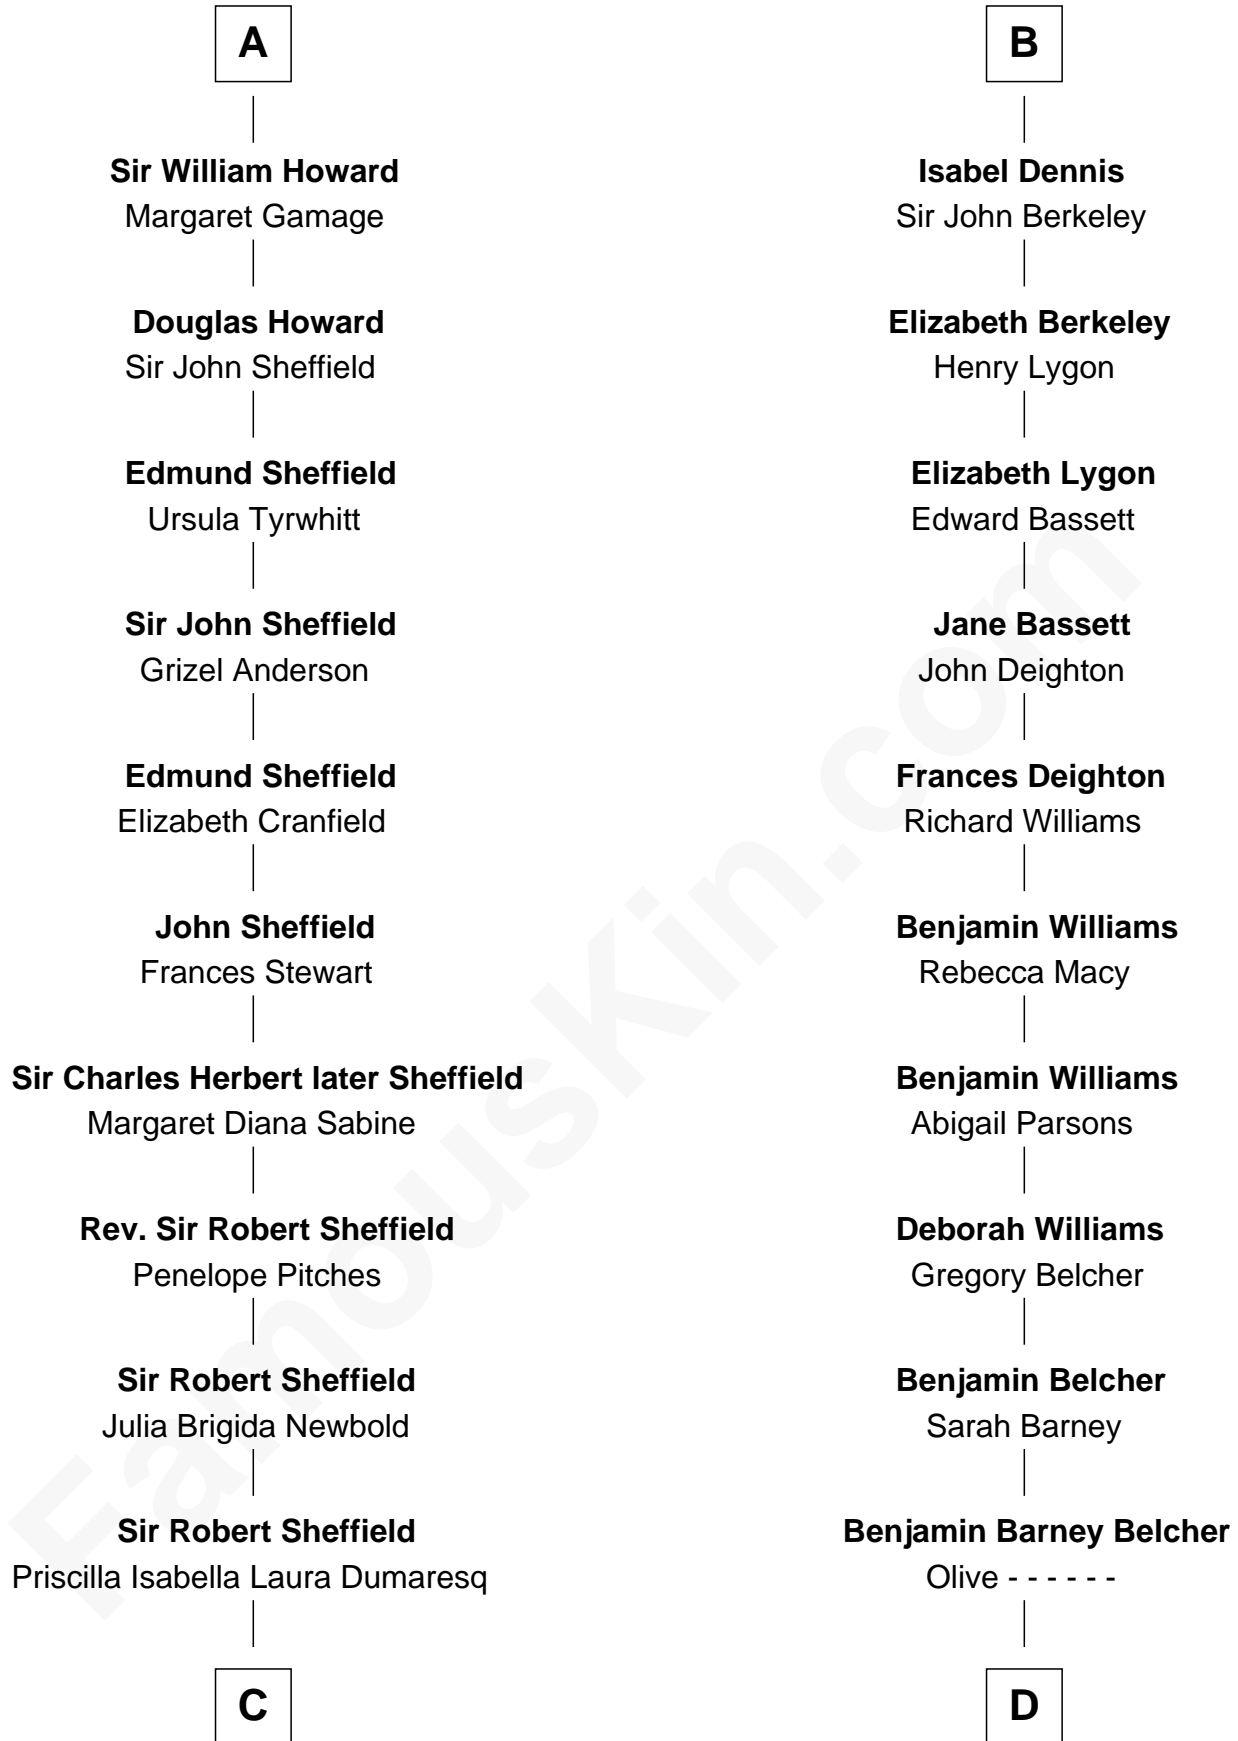 A
Sir William Howard
Margaret Gamage
Douglas Howard
Sir John Sheffield
Edmund Sheffield
Ursula Tyrwhitt
Sir John Sheffield
Grizel Anderson
Edmund Sheffield
Elizabeth Cranfield
John Sheffield
Frances Stewart
Sir Charles Herbert later Sheffield
Margaret Diana Sabine
Rev. Sir Robert Sheffield
Penelope Pitches
Sir Robert Sheffield
Julia Brigida Newbold
Sir Robert Sheffield
Priscilla Isabella Laura Dumaresq
C
B
Isabel Dennis
Sir John Berkeley
Elizabeth Berkeley
Henry Lygon
Elizabeth Lygon
Edward Bassett
Jane Bassett
John Deighton
Frances Deighton
Richard Williams
Benjamin Williams
Rebecca Macy
Benjamin Williams
Abigail Parsons
Deborah Williams
Gregory Belcher
Benjamin Belcher
Sarah Barney
Benjamin Barney Belcher
Olive - - - - - -
D
FamousKin.com